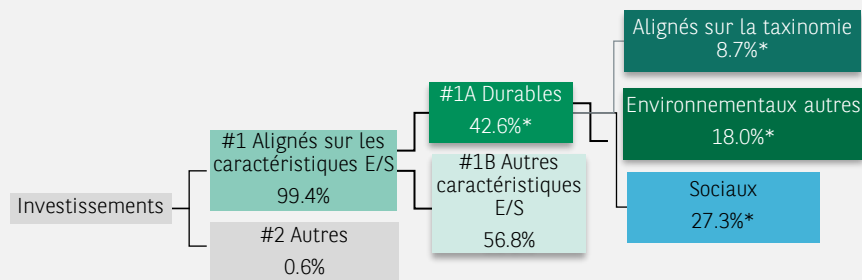 Investissements
#1 Alignés sur les
caractéristiques E/S
99.4%
#2 Autres
0.6%
#1A Durables
42.6%*
#1B Autres
caractéristiques
E/S
56.8%
Alignés sur la taxinomie
8.7%*
Environnementaux autres
18.0%*
Sociaux
27.3%*